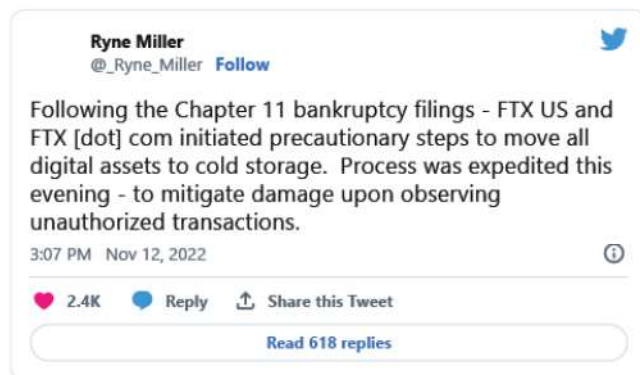 Ryne Miller
@_Ryne_Miller Follow
Following the Chapter 11 bankruptcy filings - FTX US and
FTX [dot] com initiated precautionary steps to move all
digital assets to cold storage. Process was expedited this
evening - to mitigate damage upon observing
unauthorized transactions.
3:07 PM Nov 12, 2022
2.4K Reply Share this Tweet
Read 618 replies